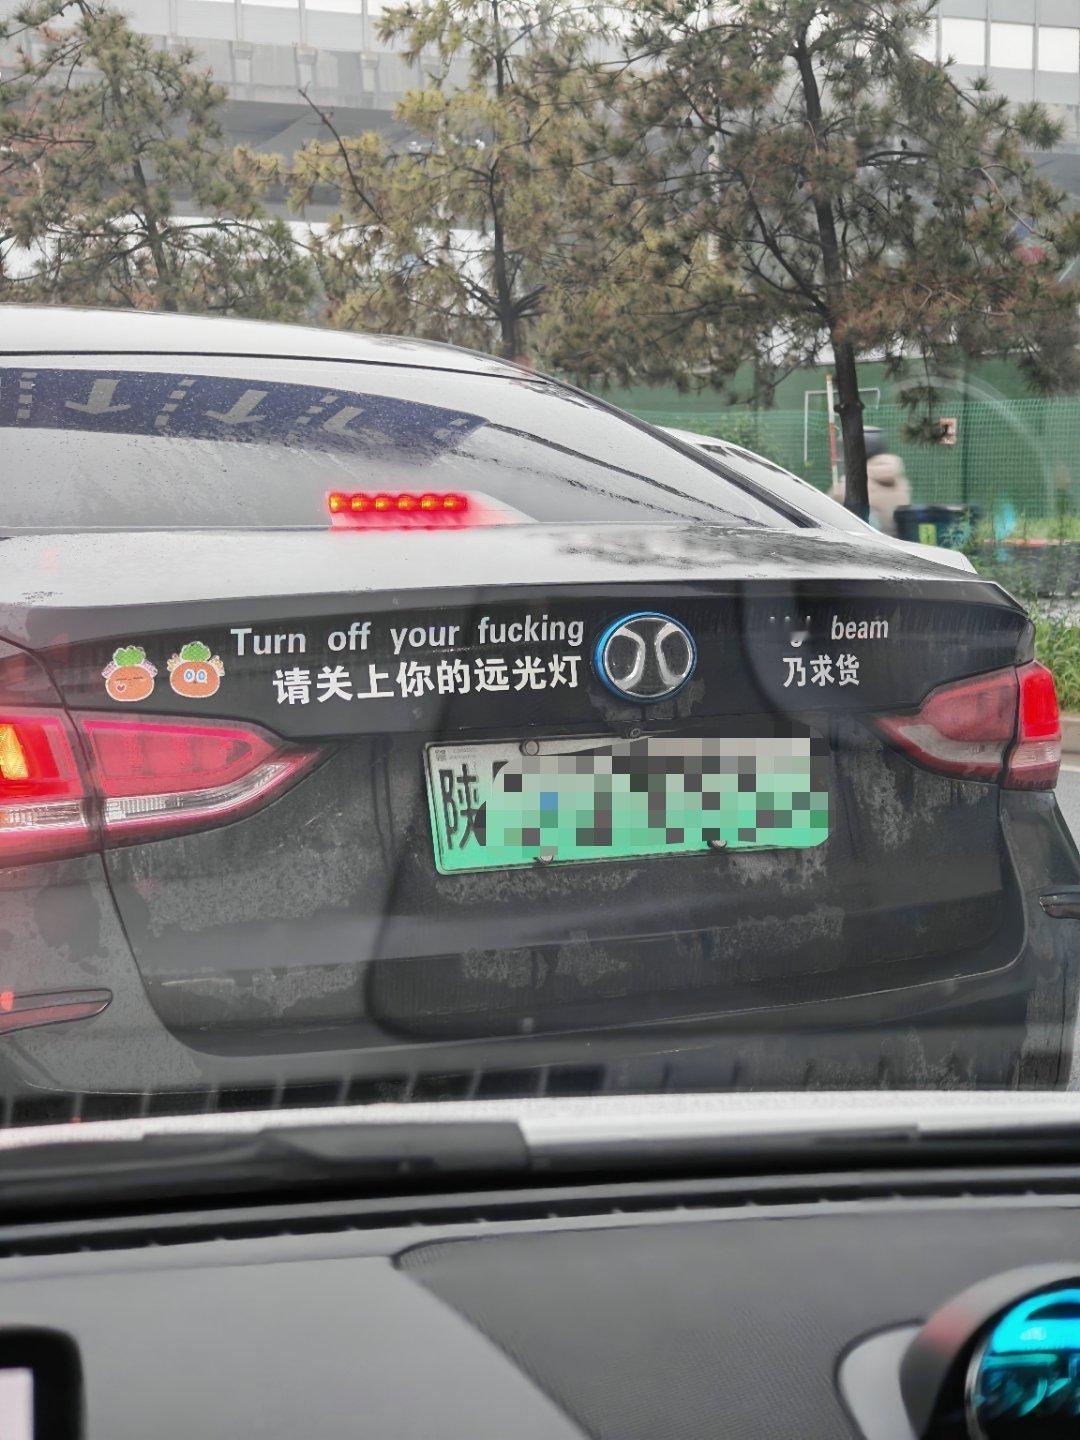 Turn off your fucking beam
请关上你的远光灯 乃求货
陕